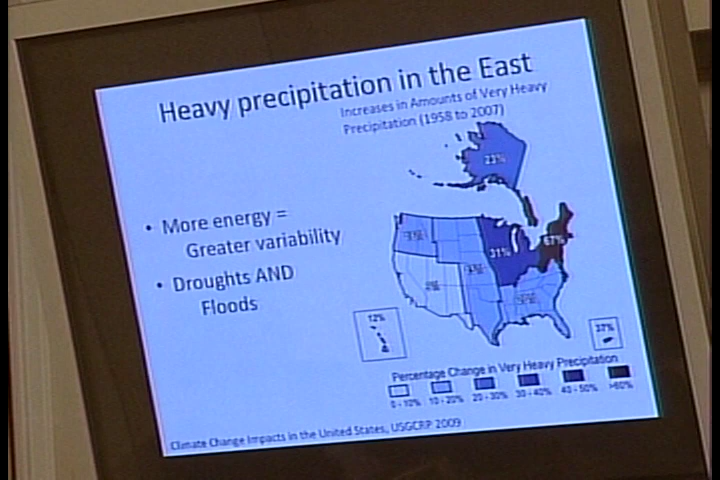 Heavy precipitation in the East
Increases in Amounts of Very Heavy
Precipitation (1958 to 2007)
23%
• More energy =
Greater variability
• Droughts AND
Floods
67%
31%
12%
37%
Percentage Change in Very Heavy Precipitation
0 - 10%
10 - 20%
20 - 30%
30 - 40%
40 - 50%
Climate Change Impacts in the United States, USGCRP 2009